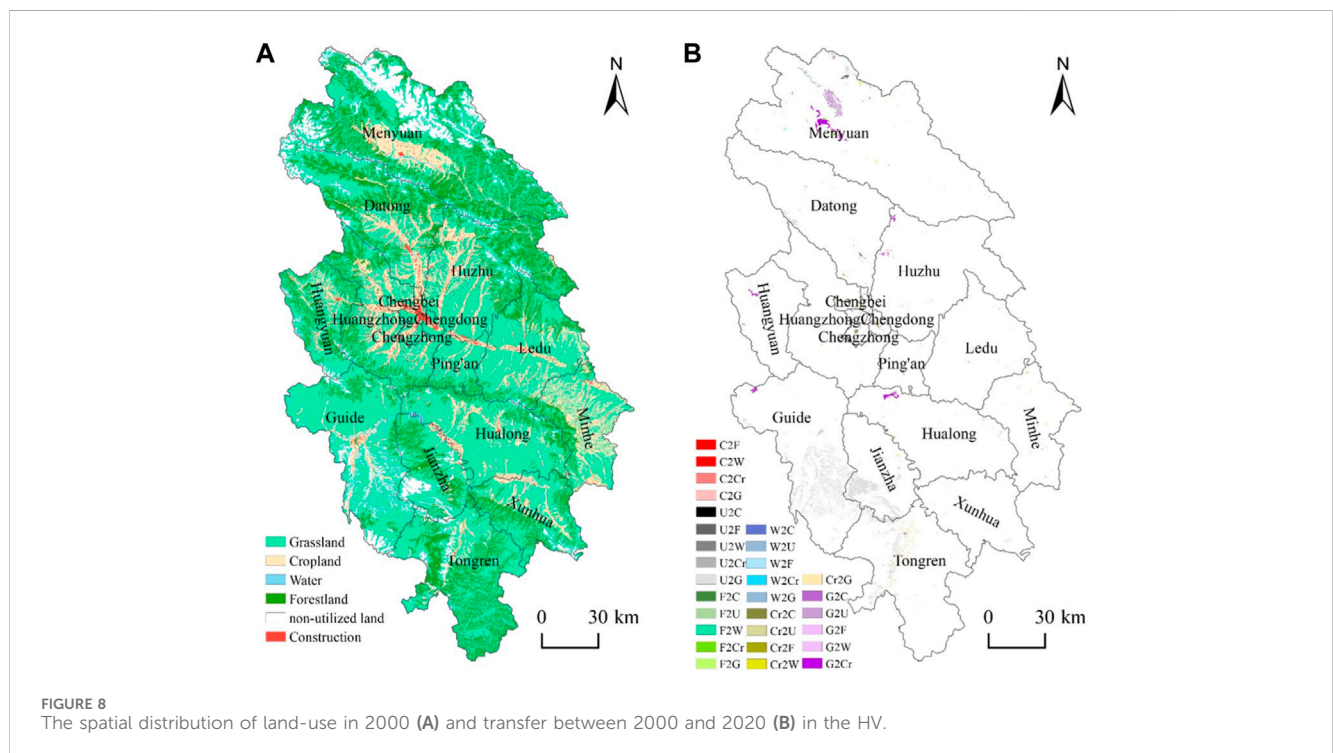 A
N
Menyuan
Datong
Huzhu
Huangyuan
Chengbei
HuangzhongChengdong
Chengzhong
Ledu
Ping'an
Guide
Minhe
Hualong
Jianzha
Xunhua
Tongren
Grassland
Cropland
Water
Forestland
non-utilized land
Construction
0 30 km
B
N
Menyuan
Datong
Huzhu
Huangyuan
Chengbei
HuangzhongChengdong
Chengzhong
Ledu
Ping'an
Guide
Minhe
Hualong
Jianzha
Xunhua
Tongren
C2F
C2W
C2Cr
C2G
U2C
U2F W2C
U2W W2U
U2Cr W2F
U2G W2Cr Cr2G
F2C W2G G2C
F2U Cr2C G2U
F2W Cr2U G2F
F2Cr Cr2F G2W
F2G Cr2W G2Cr
0 30 km
FIGURE 8
The spatial distribution of land-use in 2000 (A) and transfer between 2000 and 2020 (B) in the HV.